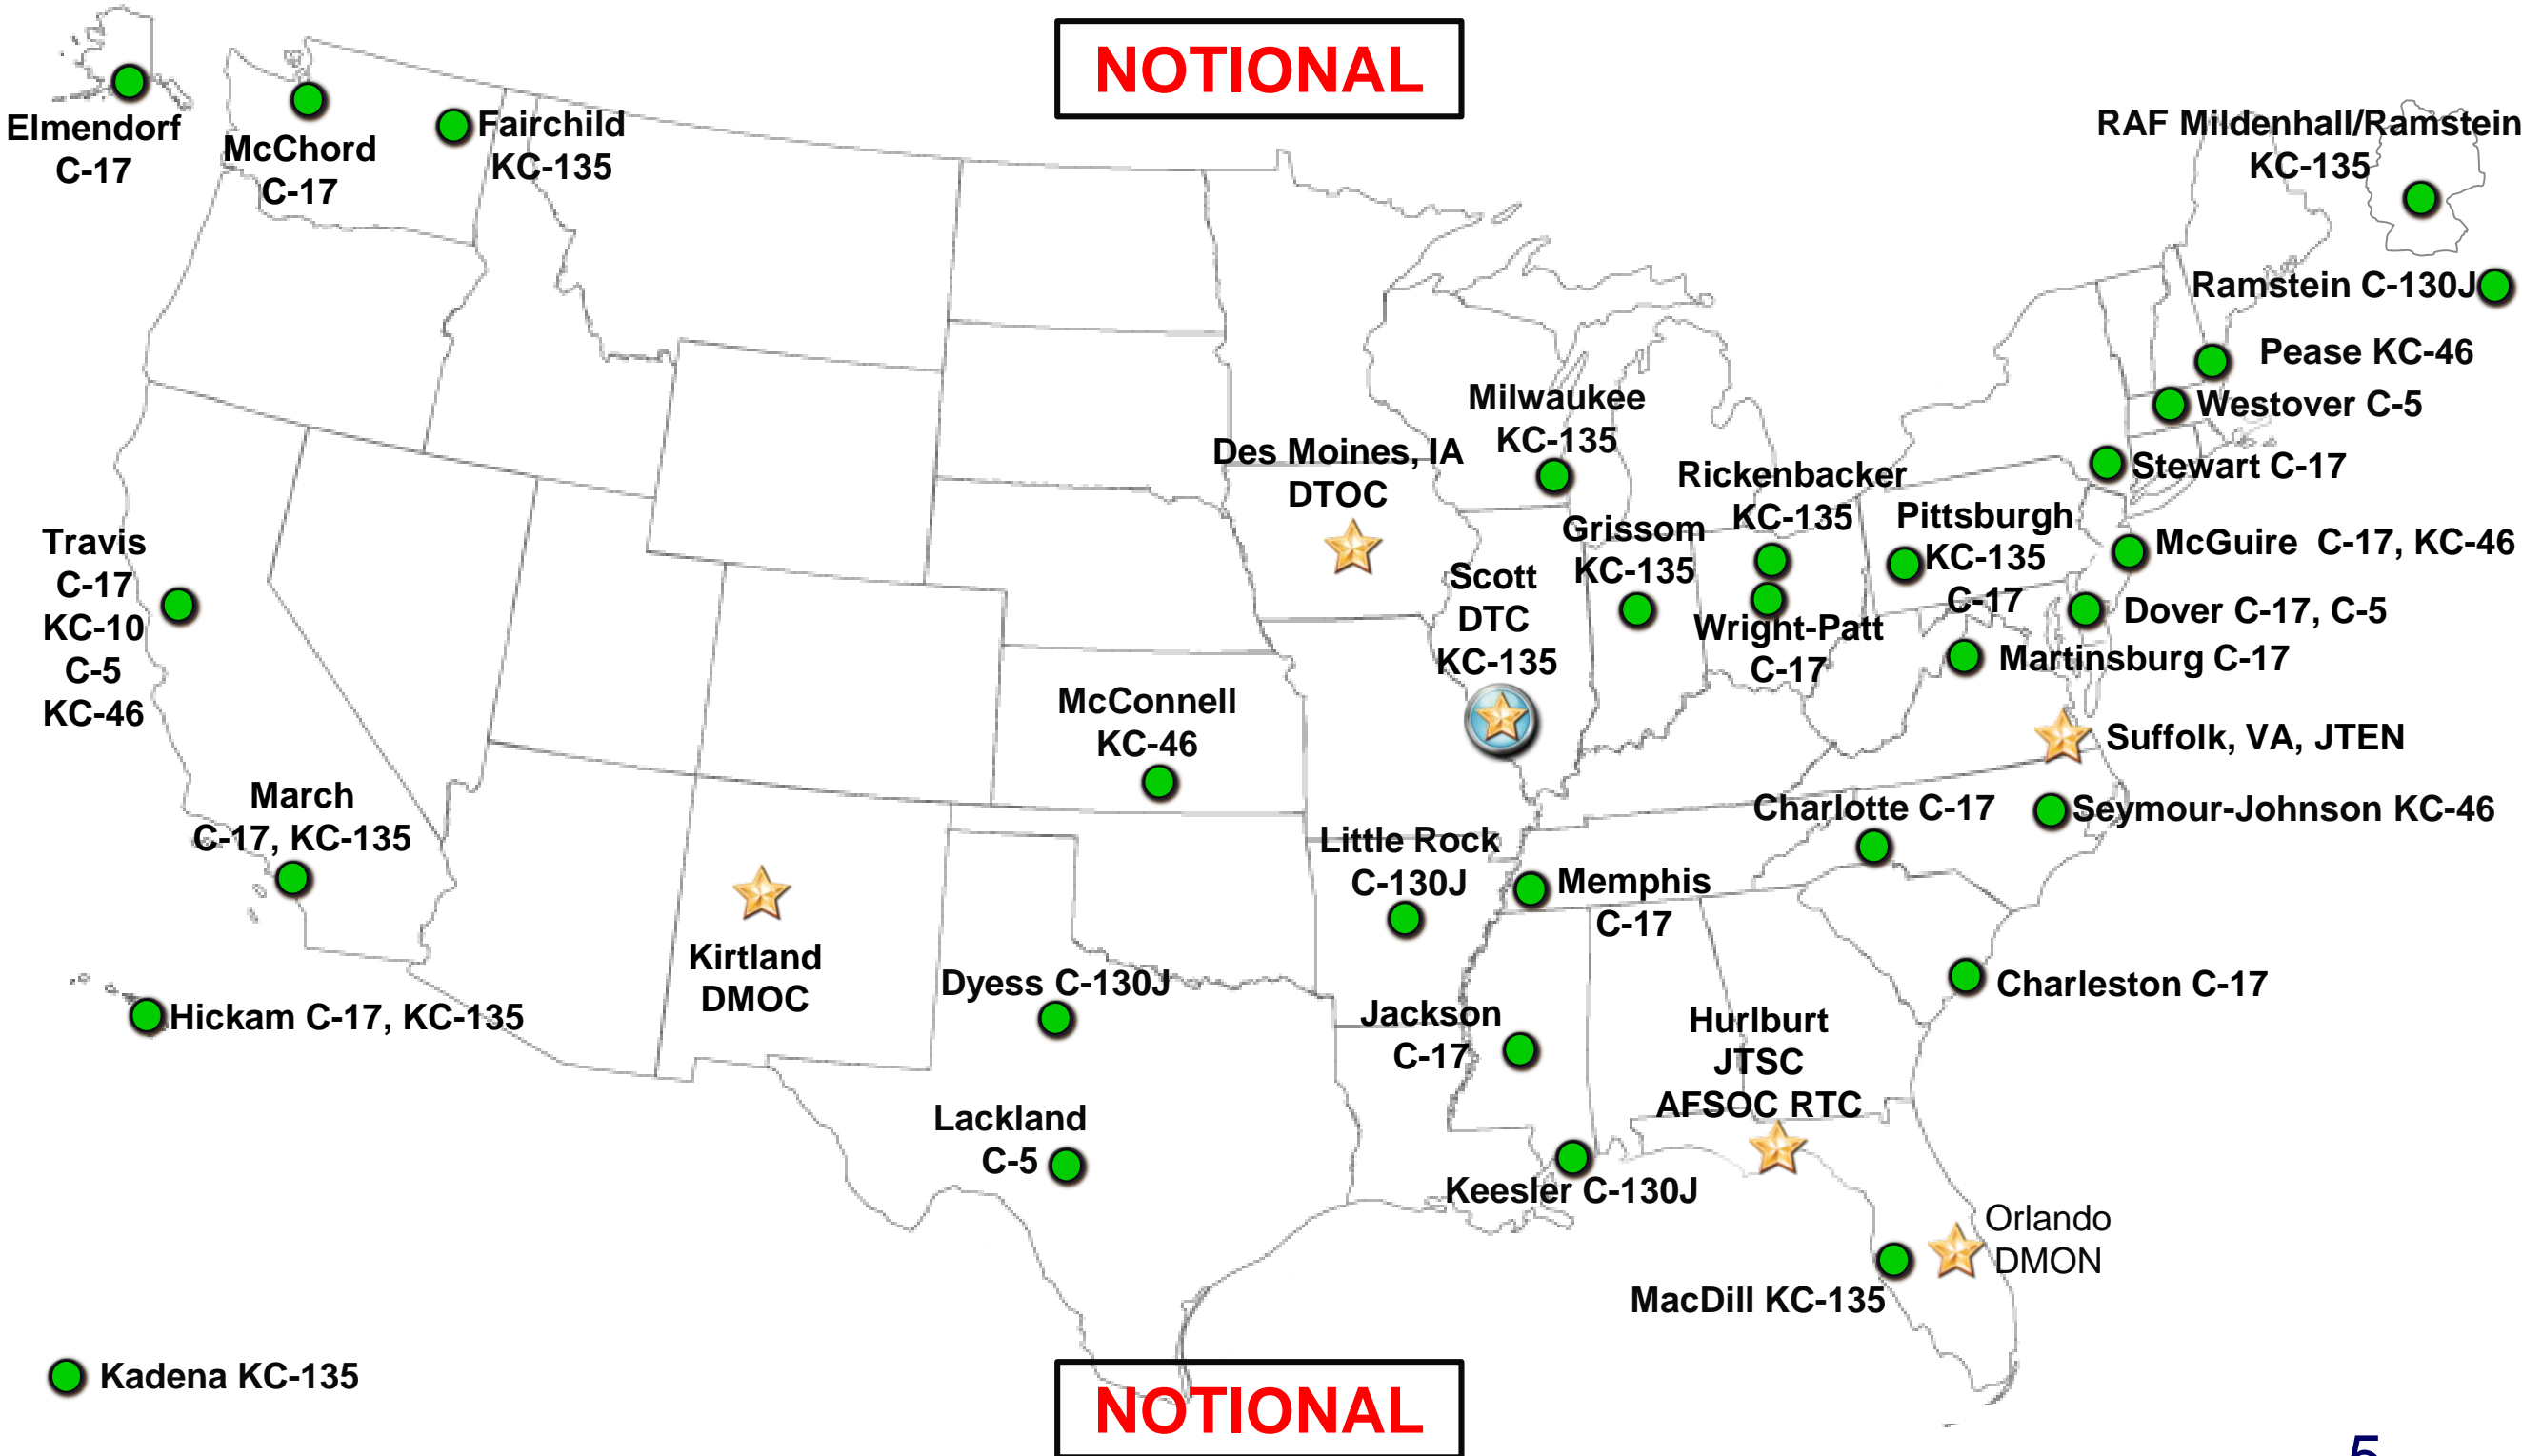 NOTIONAL
Elmendorf
C-17
McChord
C-17
Fairchild
KC-135
RAF Mildenhall/Ramstein
KC-135
Ramstein C-130J
Pease KC-46
Westover C-5
Stewart C-17
Milwaukee
KC-135
Des Moines, IA
DTOC
Rickenbacker
KC-135
Grissom
KC-135
Pittsburgh
KC-135
C-17
McGuire  C-17, KC-46
Travis
C-17
KC-10
C-5
KC-46
Scott
DTC
KC-135
Wright-Patt
C-17
Dover C-17, C-5
Martinsburg C-17
McConnell
KC-46
Suffolk, VA, JTEN
March
C-17, KC-135
Charlotte C-17
Seymour-Johnson KC-46
Little Rock
C-130J
Memphis
C-17
Kirtland
DMOC
Dyess C-130J
Charleston C-17
Hickam C-17, KC-135
Jackson
C-17
Hurlburt
JTSC
AFSOC RTC
Lackland
C-5
Keesler C-130J
Orlando
DMON
MacDill KC-135
Kadena KC-135
NOTIONAL
5